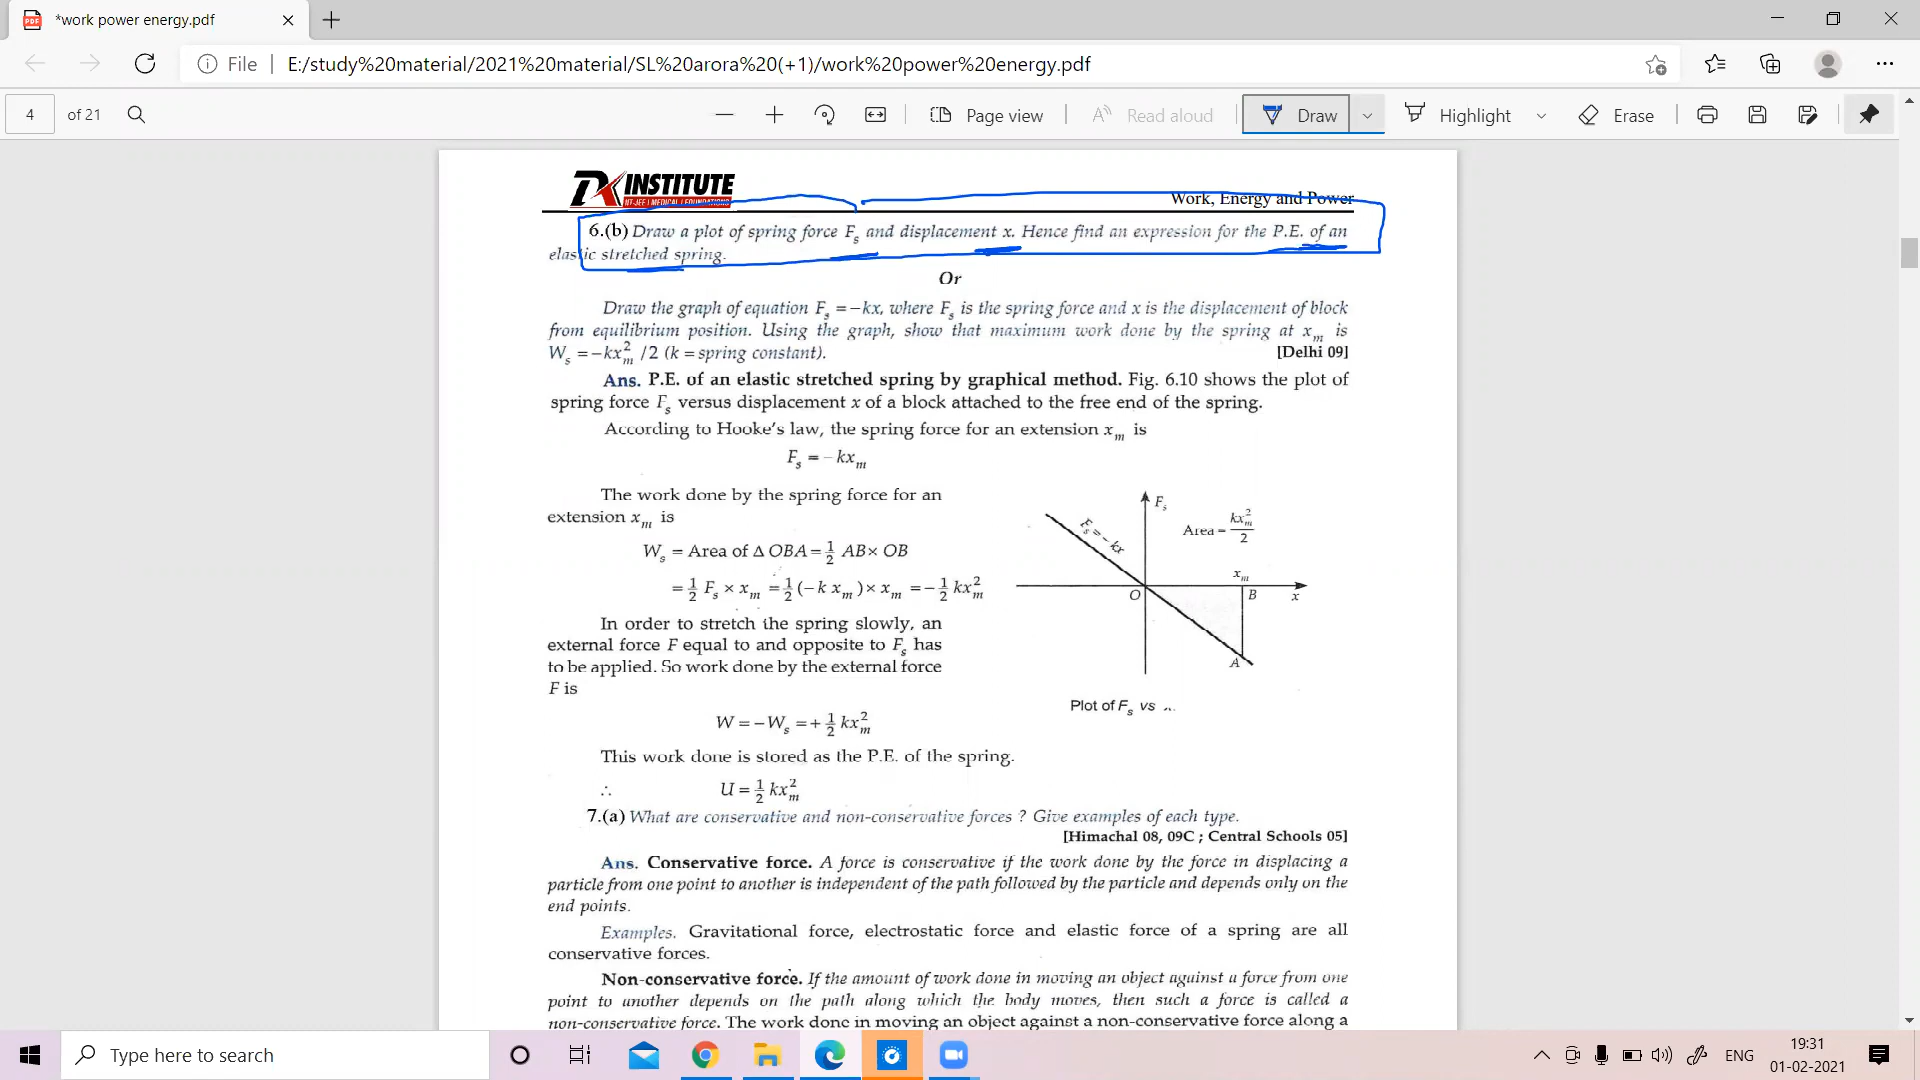 *work power energy.pdf
File
E:/study%20material/2021%20material/SL%20arora%20(+1)/work%20power%20energy.pdf
4 of 21
Page view
Read aloud
Draw
Highlight
Erase
INSTITUTE
IIT-JEE | MEDICAL | FOUNDATIONS
Work, Energy and Power
6.(b) Draw a plot of spring force Fs and displacement x. Hence find an expression for the P.E. of an
elastic stretched spring.
Or
Draw the graph of equation Fs = −kx, where Fs is the spring force and x is the displacement of block
from equilibrium position. Using the graph, show that maximum work done by the spring at xm is
Ws = −kxm² /2 (k = spring constant). [Delhi 09]
Ans. P.E. of an elastic stretched spring by graphical method. Fig. 6.10 shows the plot of
spring force Fs versus displacement x of a block attached to the free end of the spring.
According to Hooke's law, the spring force for an extension xm is
Fs = − kxm
The work done by the spring force for an
extension xm is
Ws = Area of Δ OBA = 1/2 AB × OB
= 1/2 Fs × xm = 1/2 (−k xm) × xm = − 1/2 kxm²
In order to stretch the spring slowly, an
external force F equal to and opposite to Fs has
to be applied. So work done by the external force
F is
W = − Ws = + 1/2 kxm²
Fs
Fs = − kx
Area = kxm²/2
xm
O
B
x
A
Plot of Fs vs
This work done is stored as the P.E. of the spring.
∴ U = 1/2 kxm²
7.(a) What are conservative and non-conservative forces ? Give examples of each type.
[Himachal 08, 09C ; Central Schools 05]
Ans. Conservative force. A force is conservative if the work done by the force in displacing a
particle from one point to another is independent of the path followed by the particle and depends only on the
end points.
Examples. Gravitational force, electrostatic force and elastic force of a spring are all
conservative forces.
Non-conservative force. If the amount of work done in moving an object against a force from one
point to another depends on the path along which the body moves, then such a force is called a
non-conservative force. The work done in moving an object against a non-conservative force along a
Type here to search
ENG
19:31
01-02-2021